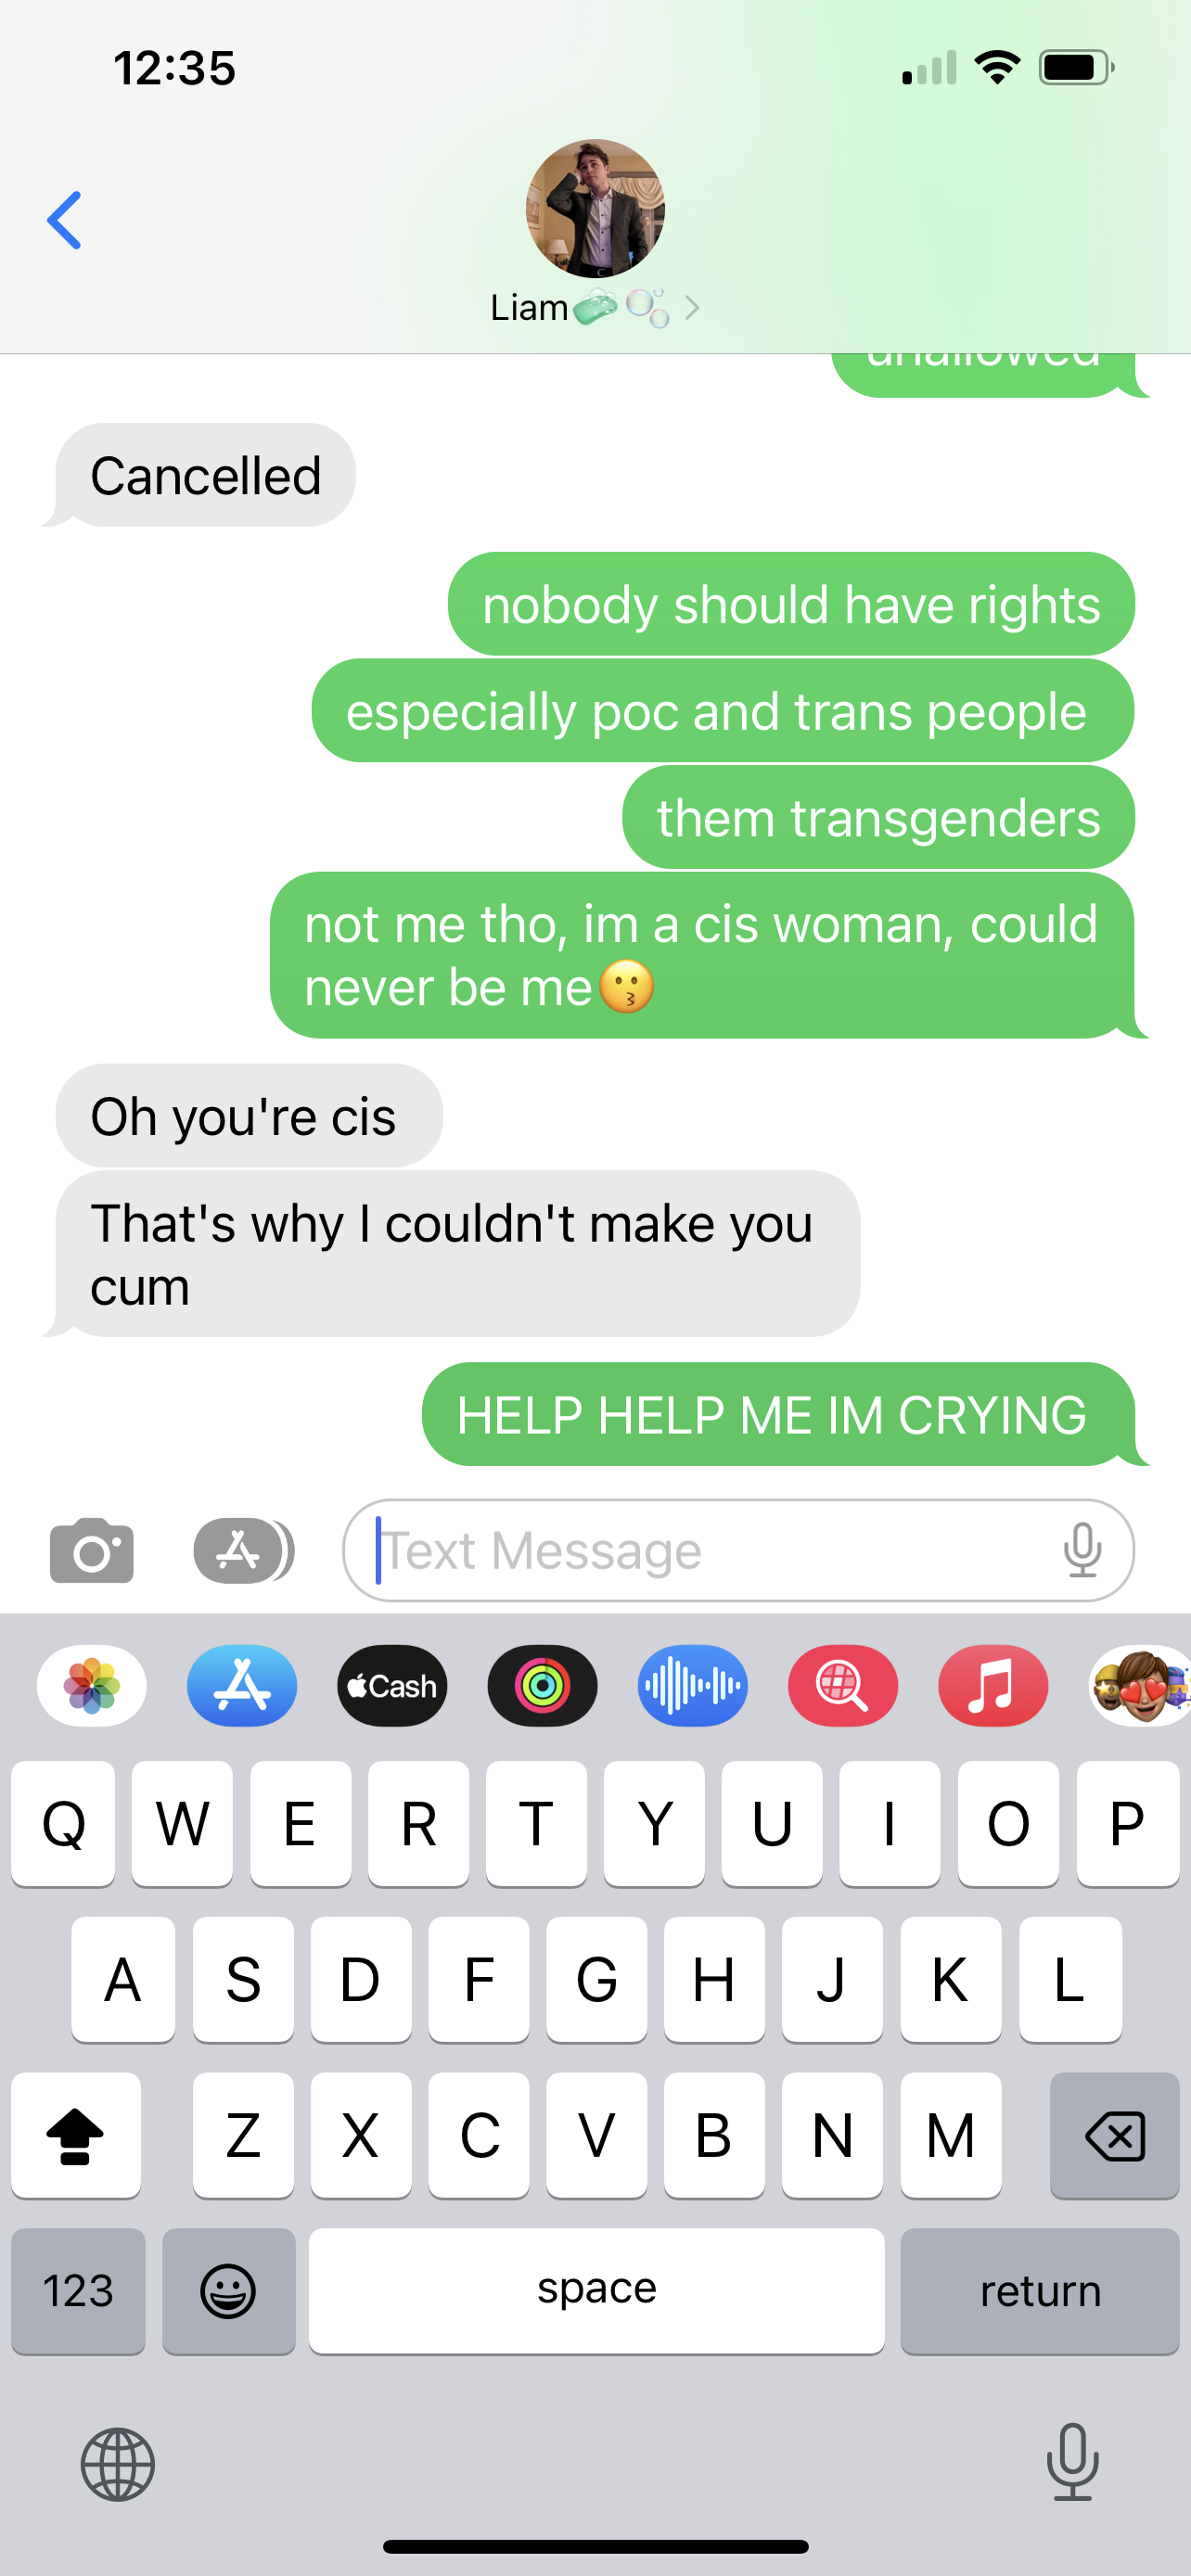 12:35
Liam🧼🫧
unallowed
Cancelled
nobody should have rights
especially poc and trans people
them transgenders
not me tho, im a cis woman, could
never be me😗
Oh you're cis
That's why I couldn't make you
cum
HELP HELP ME IM CRYING
Text Message
Cash
Q W E R T Y U I O P
A S D F G H J K L
Z X C V B N M
123 space return